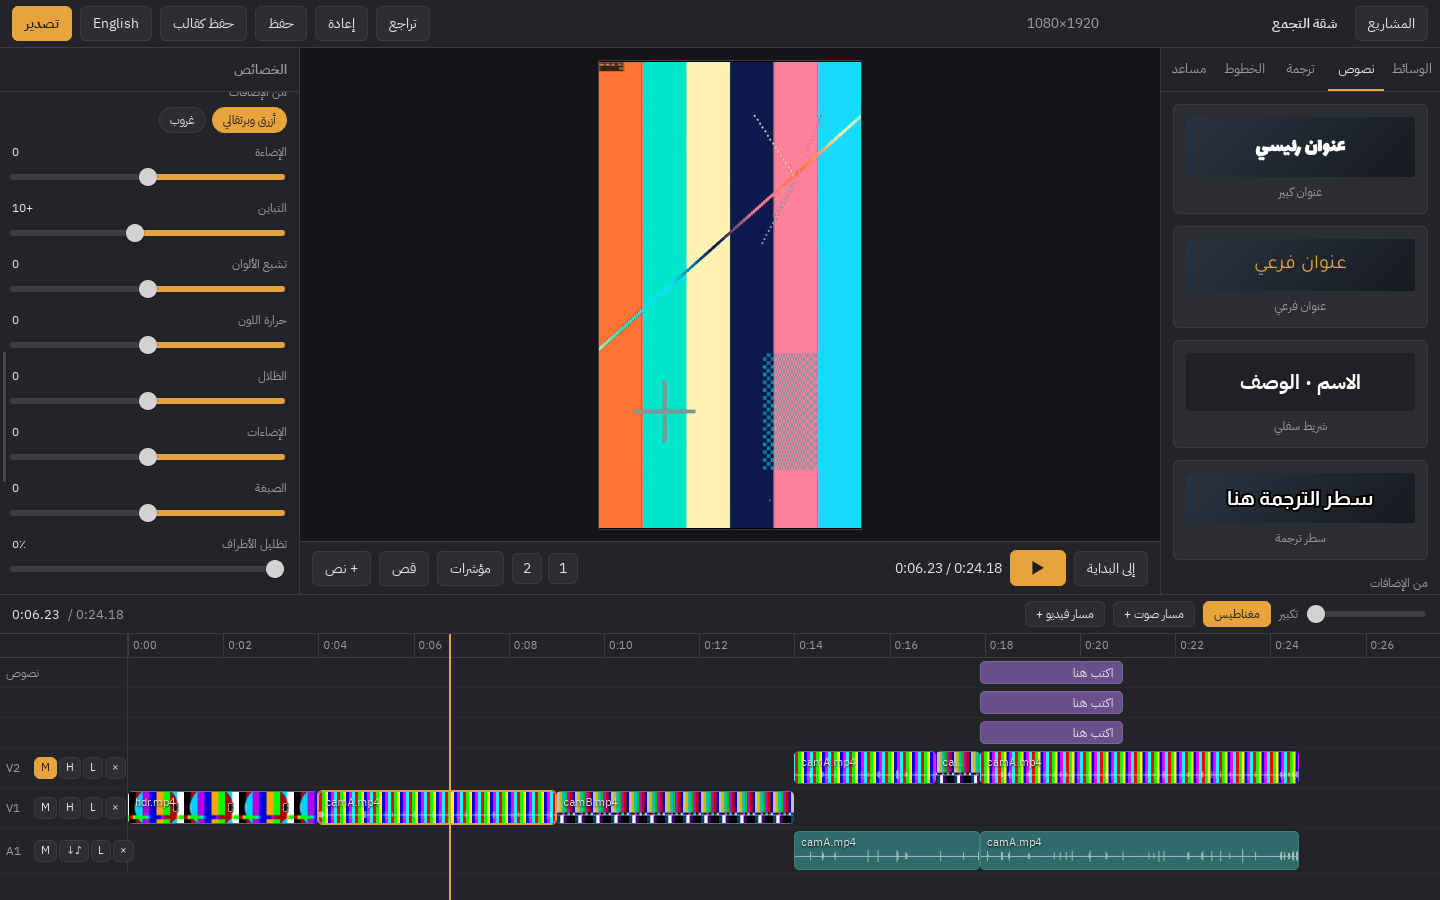 المشاريع
شقة التجمع
1080×1920
تراجع
إعادة
حفظ
حفظ كقالب
English
تصدير
الوسائط
نصوص
ترجمة
الخطوط
مساعد
عنوان رئيسي
عنوان كبير
عنوان فرعي
عنوان فرعي
الاسم · الوصف
شريط سفلي
سطر الترجمة هنا
سطر ترجمة
من الإضافات
الخصائص
من الإضافات
أزرق وبرتقالي
غروب
الإضاءة
0
التباين
10+
تشبع الألوان
0
حرارة اللون
0
الظلال
0
الإضاءات
0
الصبغة
0
تظليل الأطراف
0٪
إلى البداية
0:06.23 / 0:24.18
1
2
مؤشرات
قص
+ نص
تكبير
مغناطيس
مسار صوت +
مسار فيديو +
0:06.23 / 0:24.18
0:00 0:02 0:04 0:06 0:08 0:10 0:12 0:14 0:16 0:18 0:20 0:22 0:24 0:26
نصوص
اكتب هنا
اكتب هنا
اكتب هنا
V2 M H L ×
camA.mp4
ca...
camA.mp4
V1 M H L ×
hdr.mp4
camA.mp4
camB.mp4
A1 M ↓♪ L ×
camA.mp4
camA.mp4